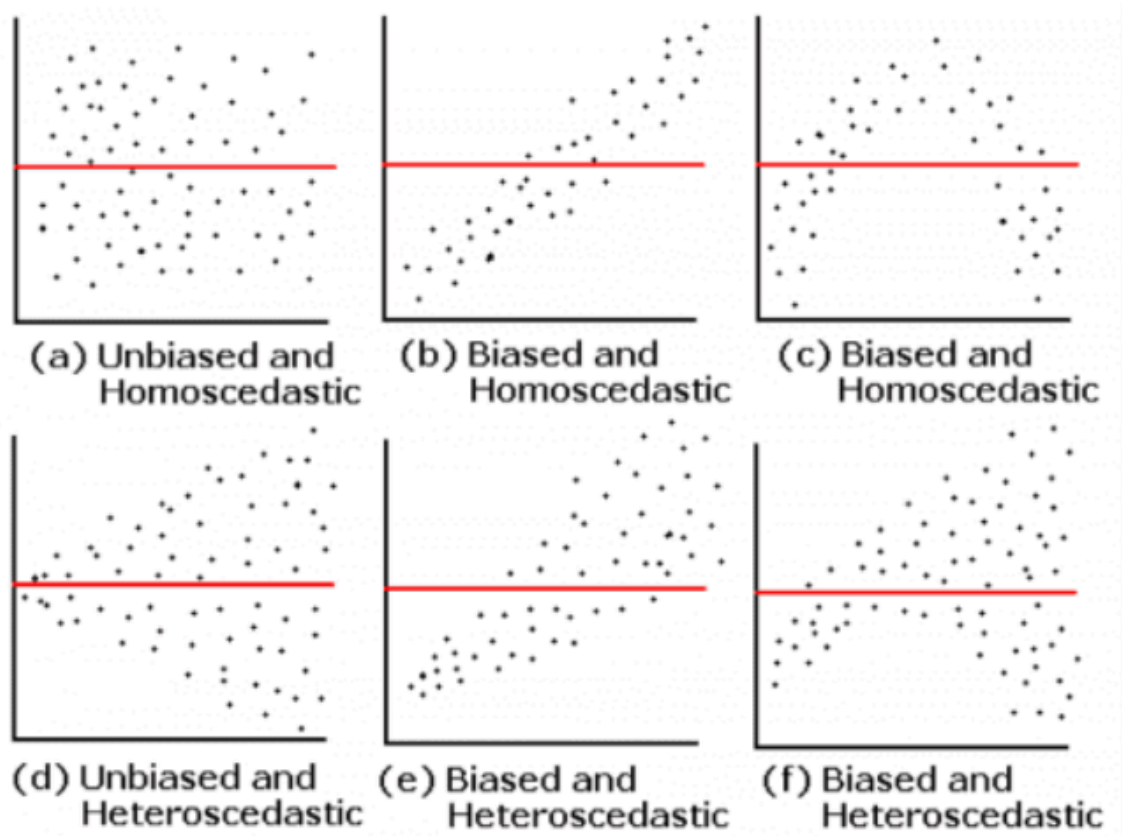 (a) Unbiased and
Homoscedastic
(b) Biased and
Homoscedastic
(c) Biased and
Homoscedastic
(d) Unbiased and
Heteroscedastic
(e) Biased and
Heteroscedastic
(f) Biased and
Heteroscedastic